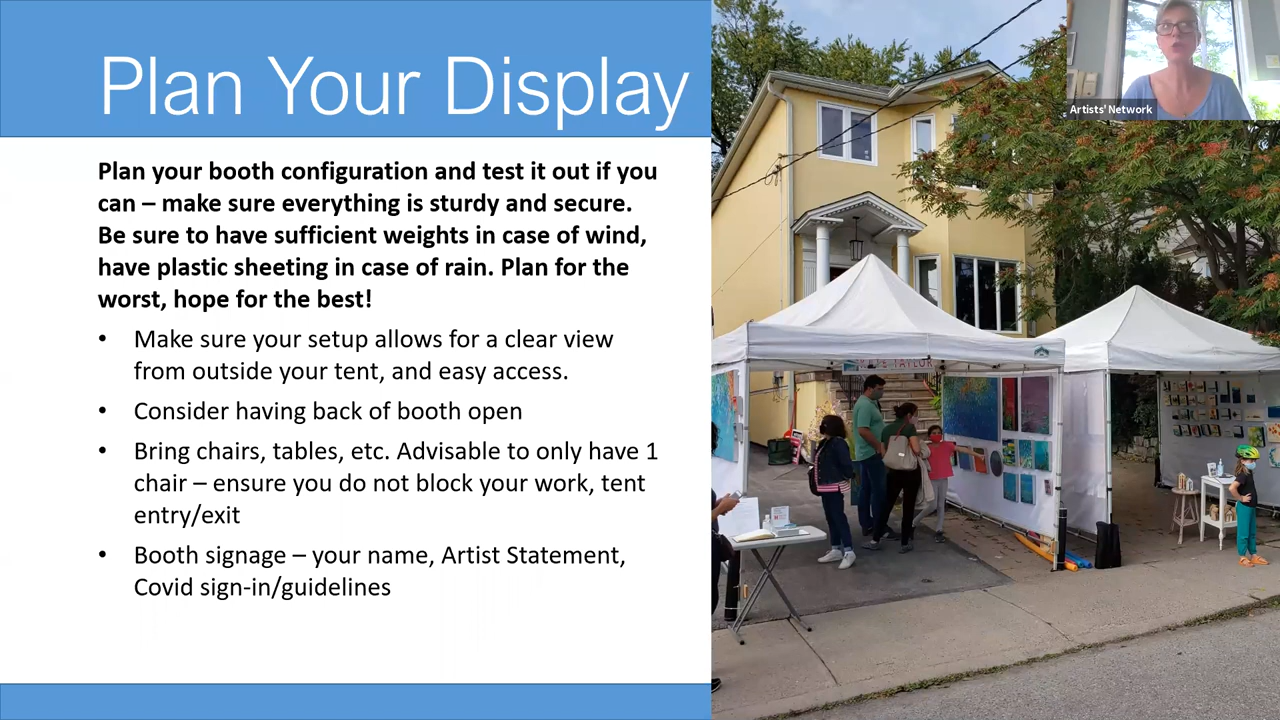 Plan Your Display
Artists' Network
Plan your booth configuration and test it out if you
can – make sure everything is sturdy and secure.
Be sure to have sufficient weights in case of wind,
have plastic sheeting in case of rain. Plan for the
worst, hope for the best!
• Make sure your setup allows for a clear view
from outside your tent, and easy access.
• Consider having back of booth open
• Bring chairs, tables, etc. Advisable to only have 1
chair – ensure you do not block your work, tent
entry/exit
• Booth signage – your name, Artist Statement,
Covid sign-in/guidelines
TAYLOR